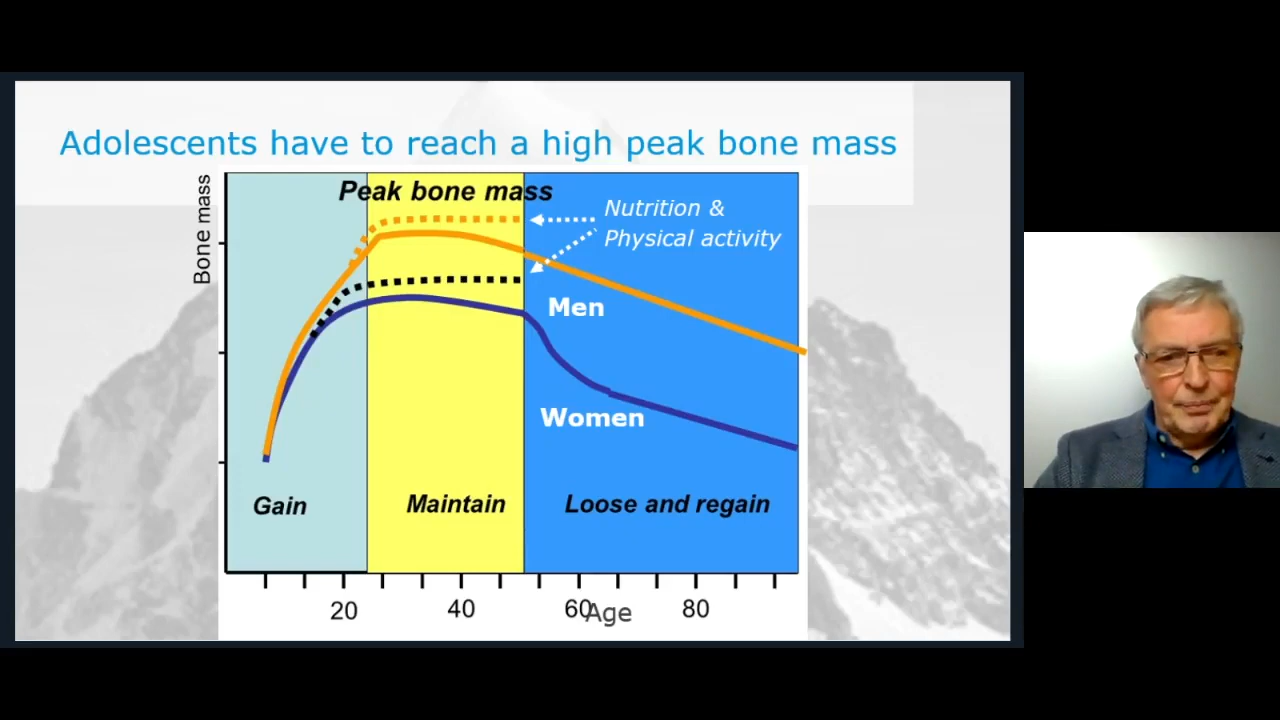 Adolescents have to reach a high peak bone mass
Bone mass
Peak bone mass
Nutrition &
Physical activity
Men
Women
Gain
Maintain
Loose and regain
20
40
60
80
Age